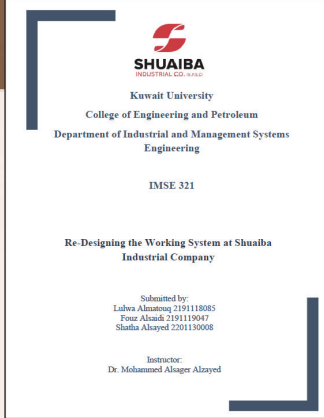 SHUAIBA
INDUSTRIAL CO. K.P.S.C
Kuwait University
College of Engineering and Petroleum
Department of Industrial and Management Systems
Engineering
IMSE 321
Re-Designing the Working System at Shuaiba
Industrial Company
Submitted by:
Lulwa Almatouq 2191118085
Fouz Alsaidi 2191119047
Shatha Alsayed 2201130008
Instructor:
Dr. Mohammed Alsager Alzayed